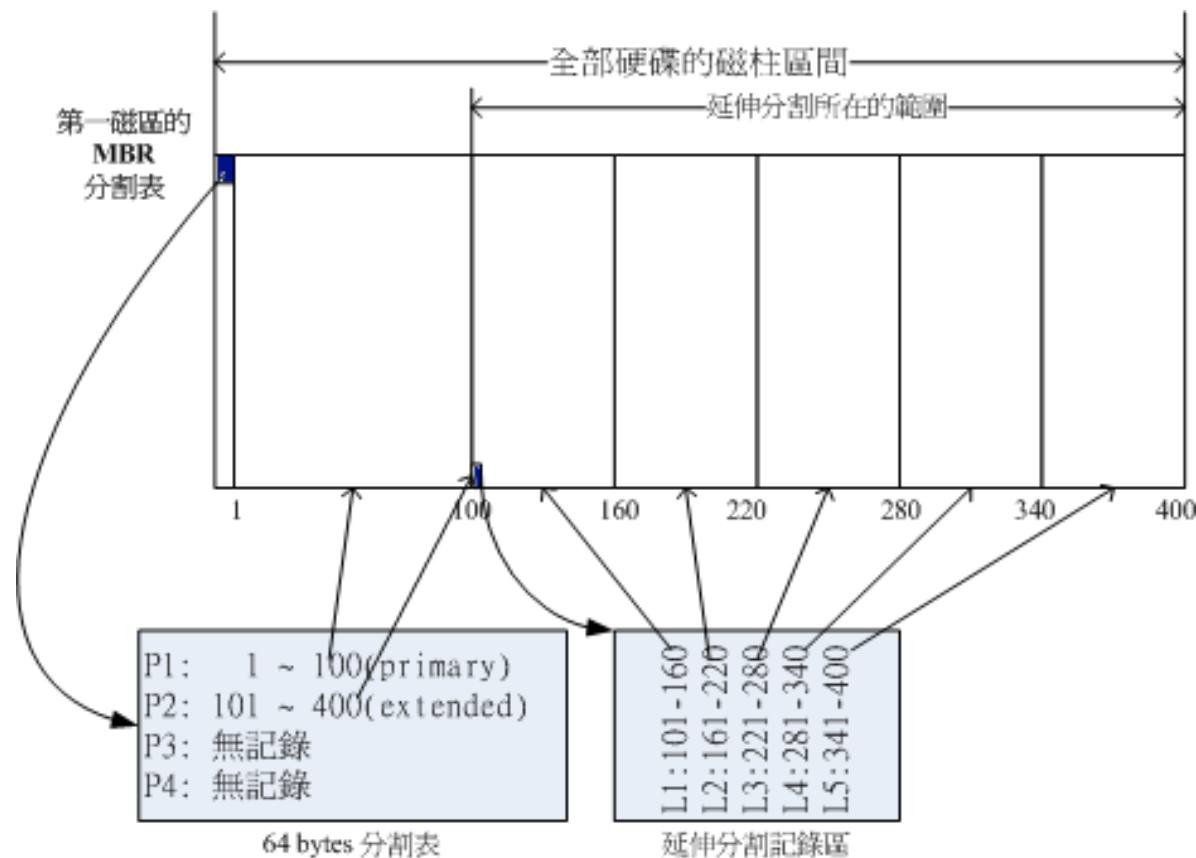 全部硬碟的磁柱區間
延伸分割所在的範圍
第一磁區的
MBR
分割表
1 100 160 220 280 340 400
P1: 1 ~ 100(primary)
P2: 101 ~ 400(extended)
P3: 無記錄
P4: 無記錄
64 bytes 分割表
L1:101-160
L2:161-220
L3:221-280
L4:281-340
L5:341-400
延伸分割記錄區